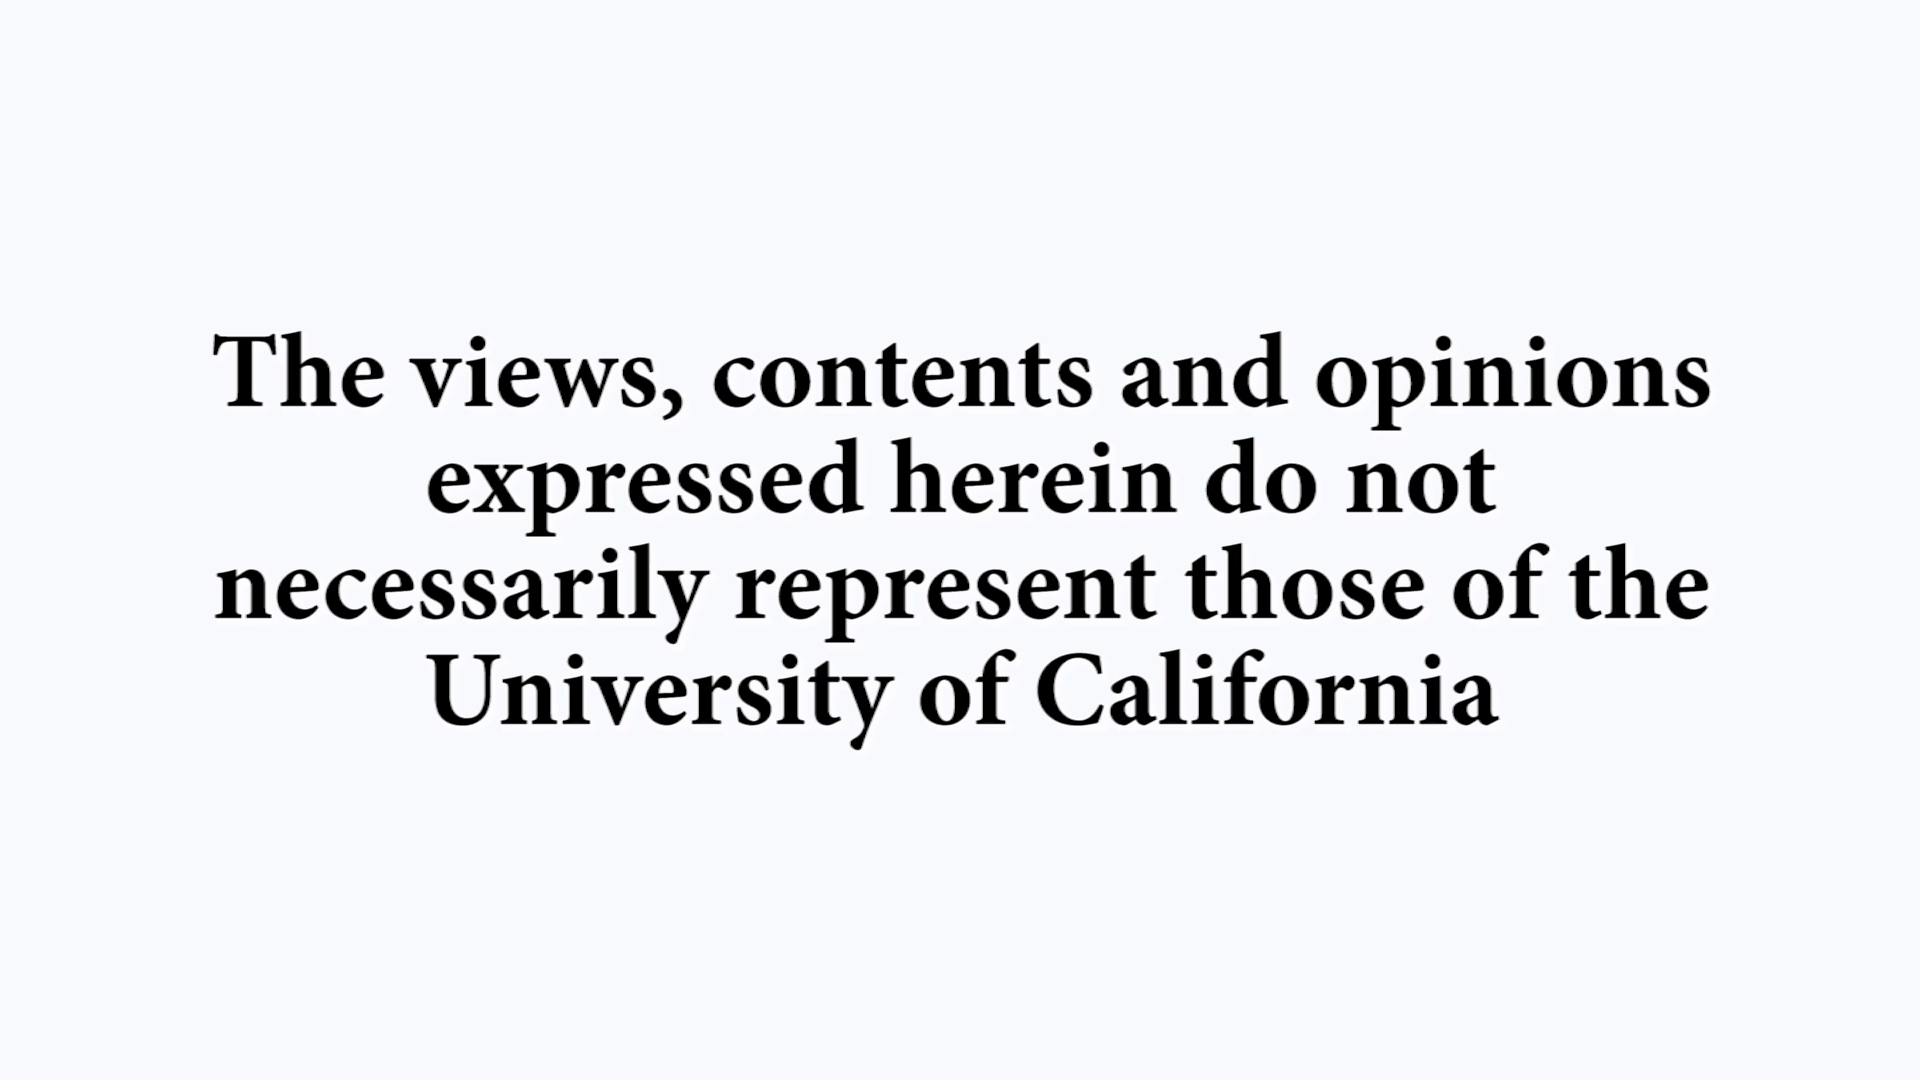 The views, contents and opinions
expressed herein do not
necessarily represent those of the
University of California